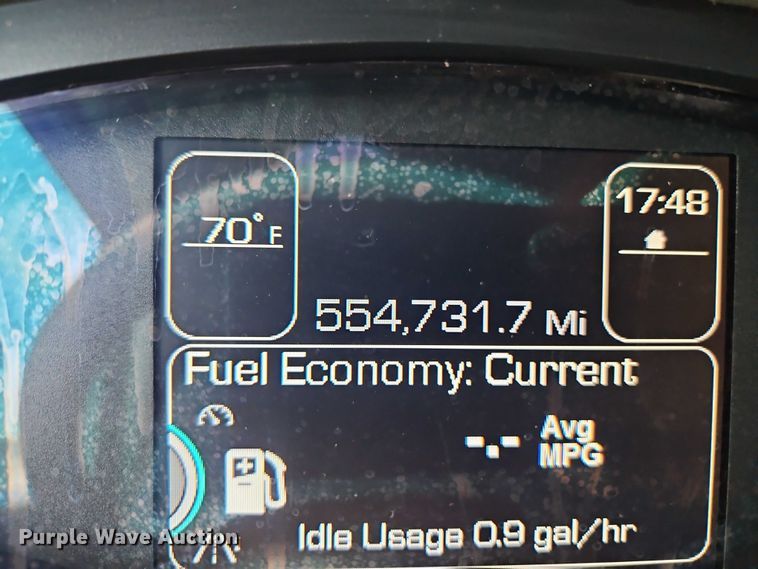 70°F
17:48
554,731.7 Mi
Fuel Economy: Current
-.- Avg
MPG
Idle Usage 0.9 gal/hr
Purple Wave Auction